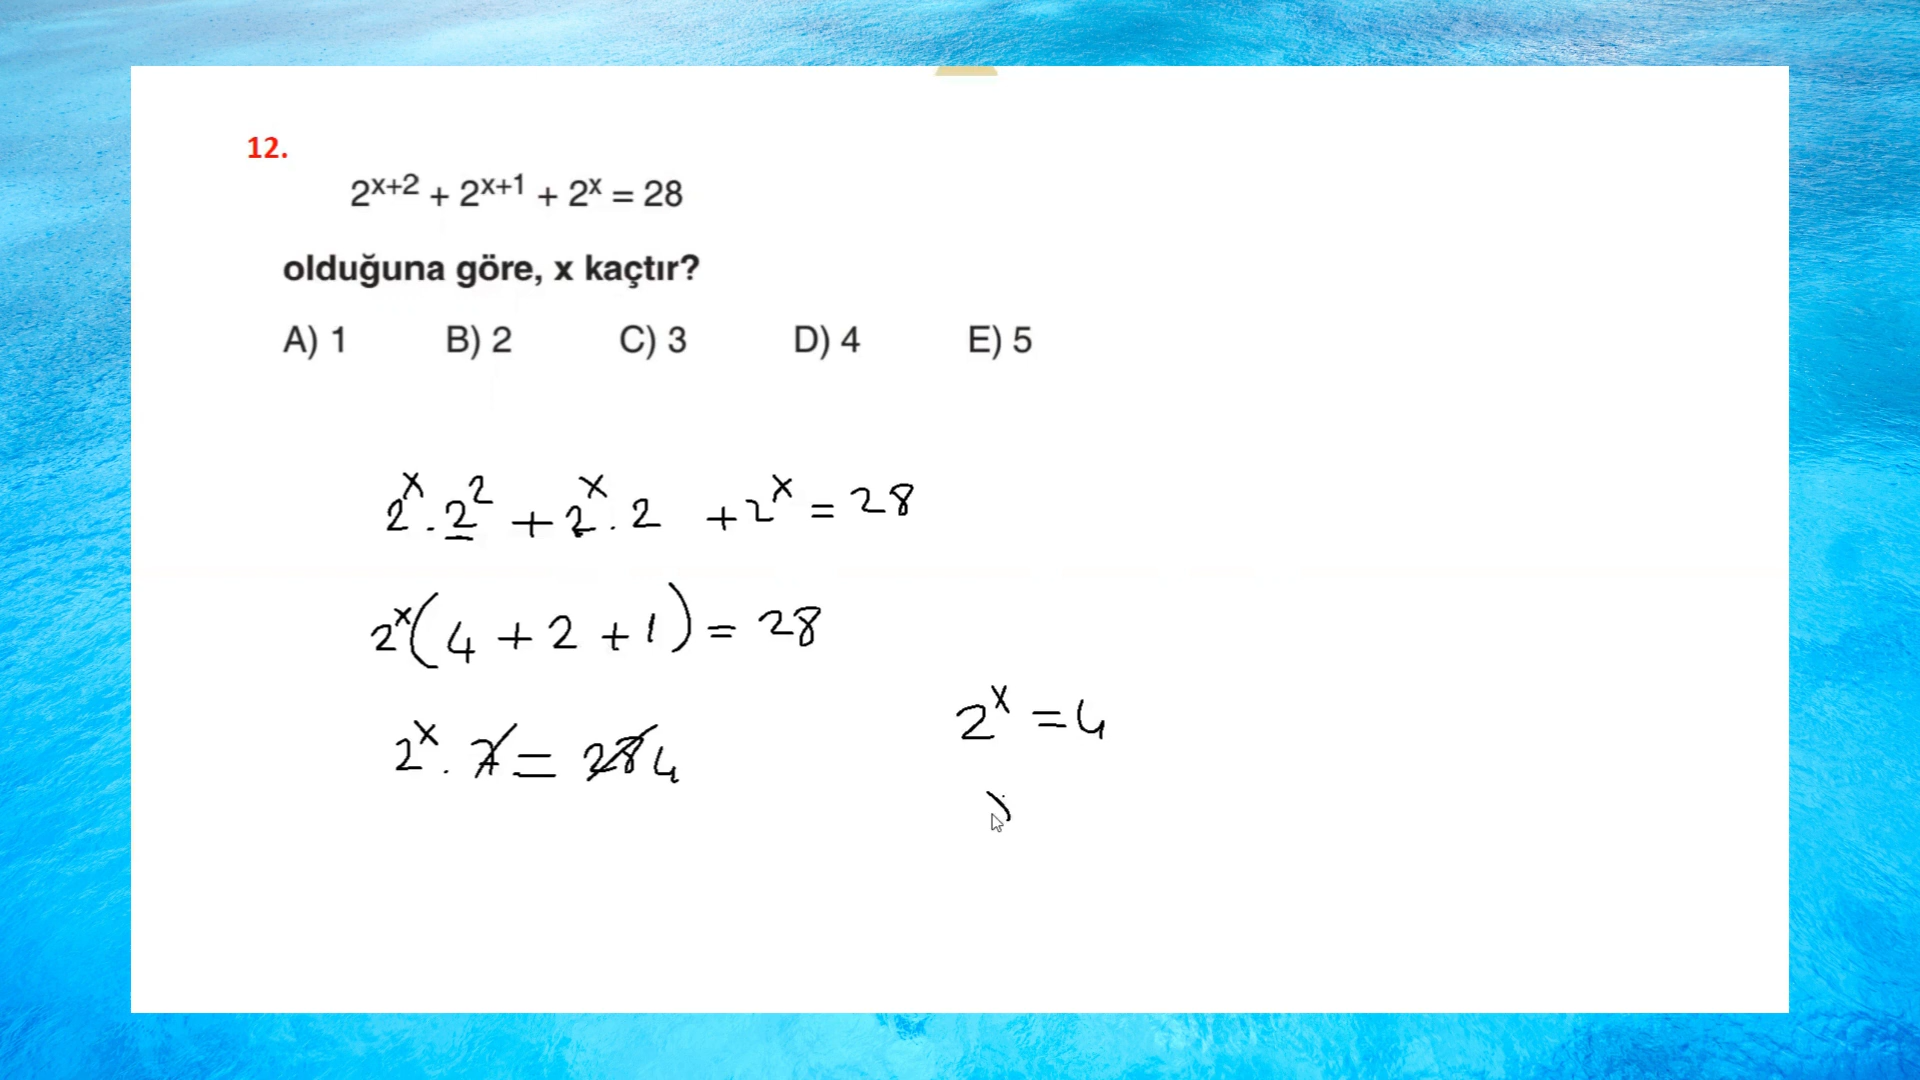 12.
2^{x+2} + 2^{x+1} + 2^x = 28
olduğuna göre, x kaçtır?
A) 1 B) 2 C) 3 D) 4 E) 5
2^x . 2^2 + 2^x . 2 + 2^x = 28
2^x ( 4 + 2 + 1 ) = 28
2^x = 4
2^x . 7 = 28 4